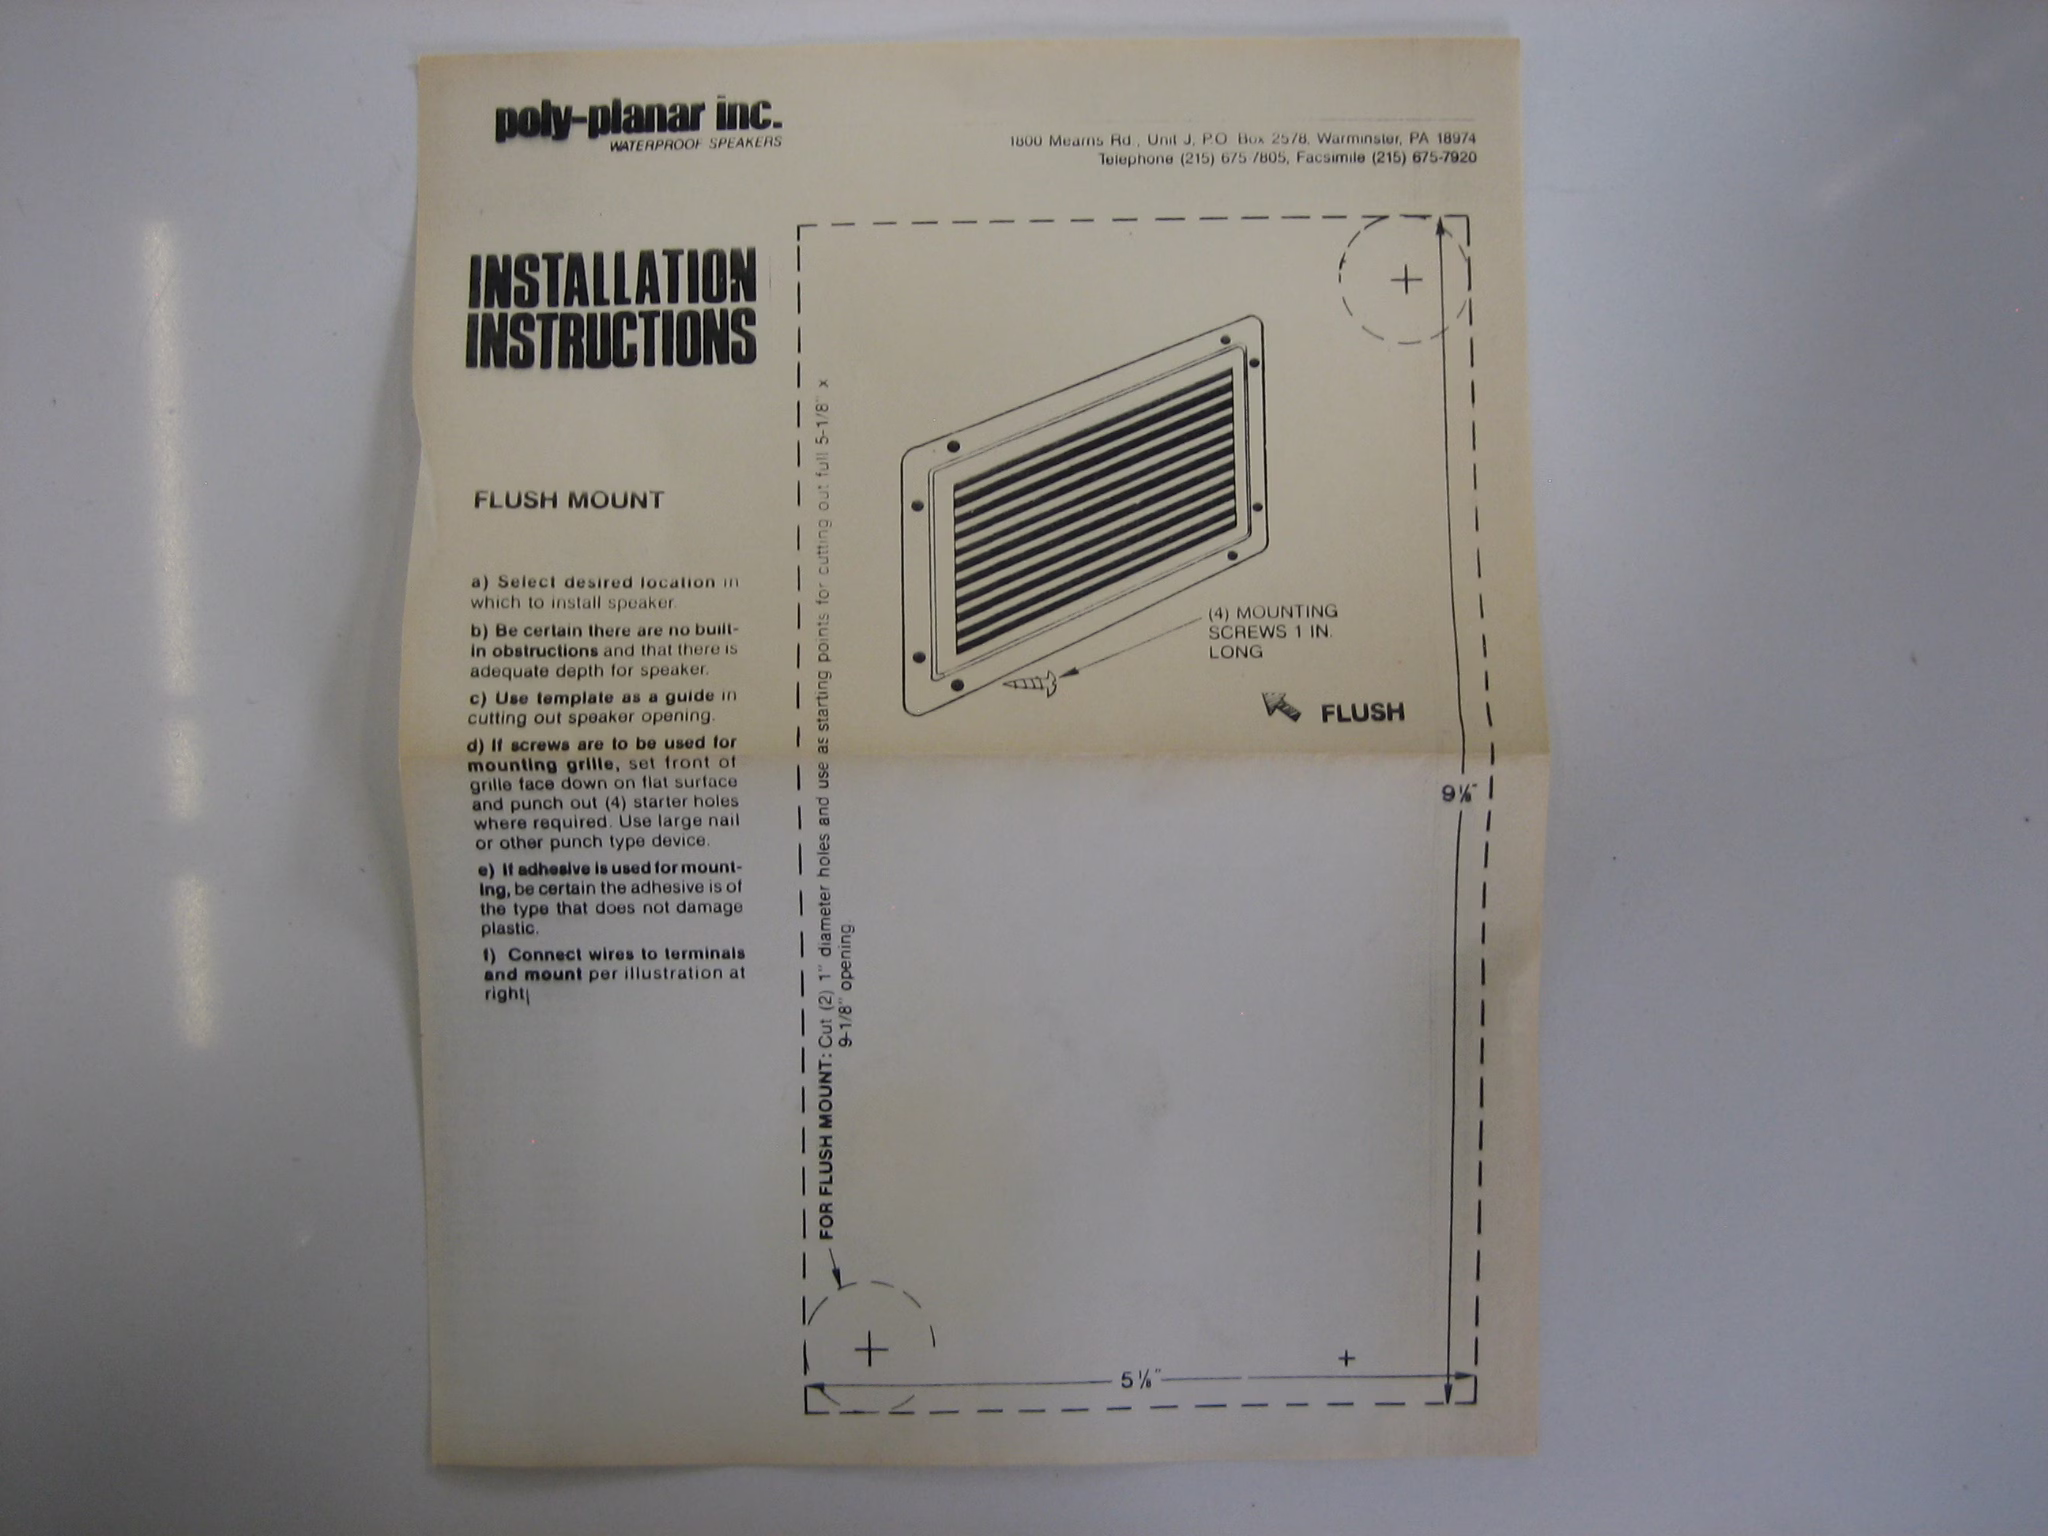 poly-planar inc.
WATERPROOF SPEAKERS
1800 Mearns Rd., Unit J, P.O. Box 2578, Warminster, PA 18974
Telephone (215) 675-7805, Facsimile (215) 675-7920
INSTALLATION
INSTRUCTIONS
FLUSH MOUNT
a) Select desired location in
which to install speaker.
b) Be certain there are no built-
in obstructions and that there is
adequate depth for speaker.
c) Use template as a guide in
cutting out speaker opening.
d) If screws are to be used for
mounting grille, set front of
grille face down on flat surface
and punch out (4) starter holes
where required. Use large nail
or other punch type device.
e) If adhesive is used for mount-
ing, be certain the adhesive is of
the type that does not damage
plastic.
f) Connect wires to terminals
and mount per illustration at
right
FOR FLUSH MOUNT: Cut (2) 1" diameter holes and use as starting points for cutting out full 5-1/8" x
9-1/8" opening.
(4) MOUNTING
SCREWS 1 IN.
LONG
FLUSH
9⅛"
5⅛"